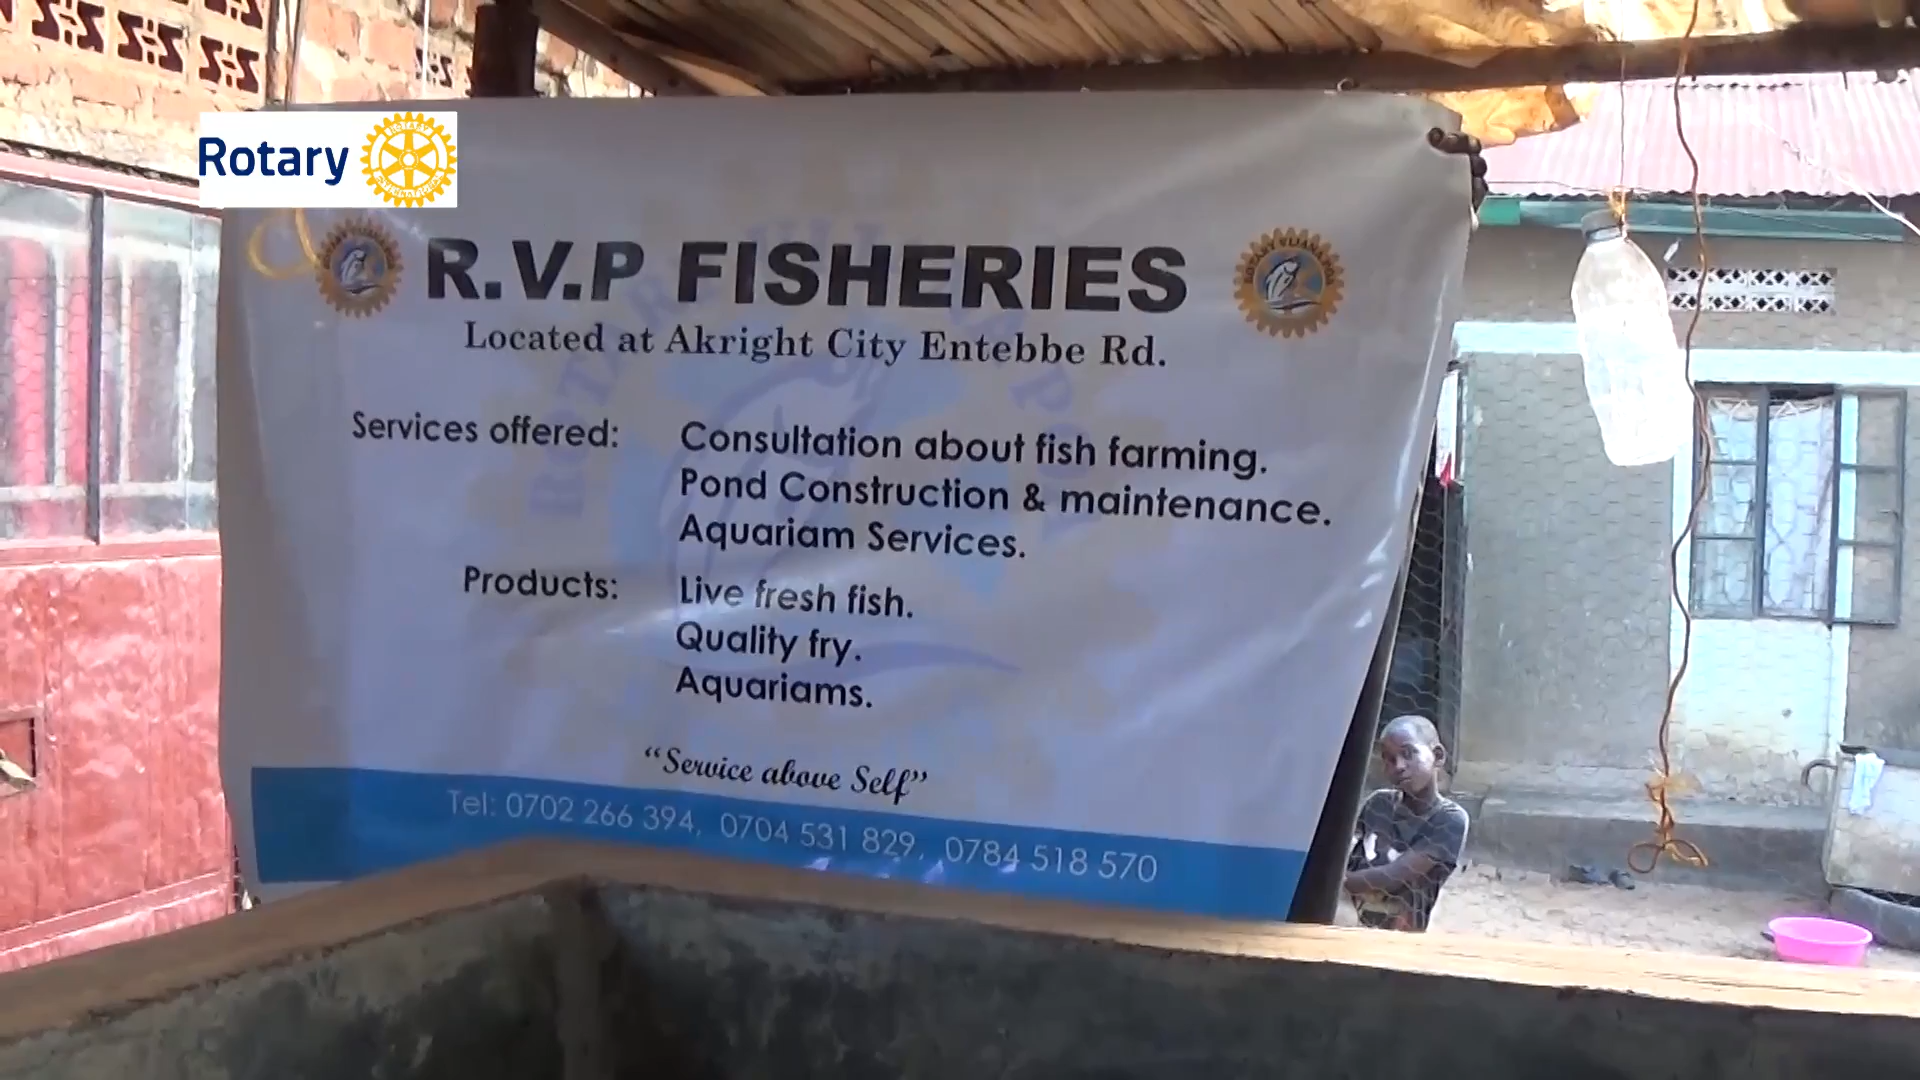 Rotary
ROTARY
INTERNATIONAL
R.V.P FISHERIES
Located at Akright City Entebbe Rd.
Services offered: Consultation about fish farming.
Pond Construction & maintenance.
Aquariam Services.
Products: Live fresh fish.
Quality fry.
Aquariams.
“Service above Self”
Tel: 0702 266 394, 0704 531 829, 0784 518 570